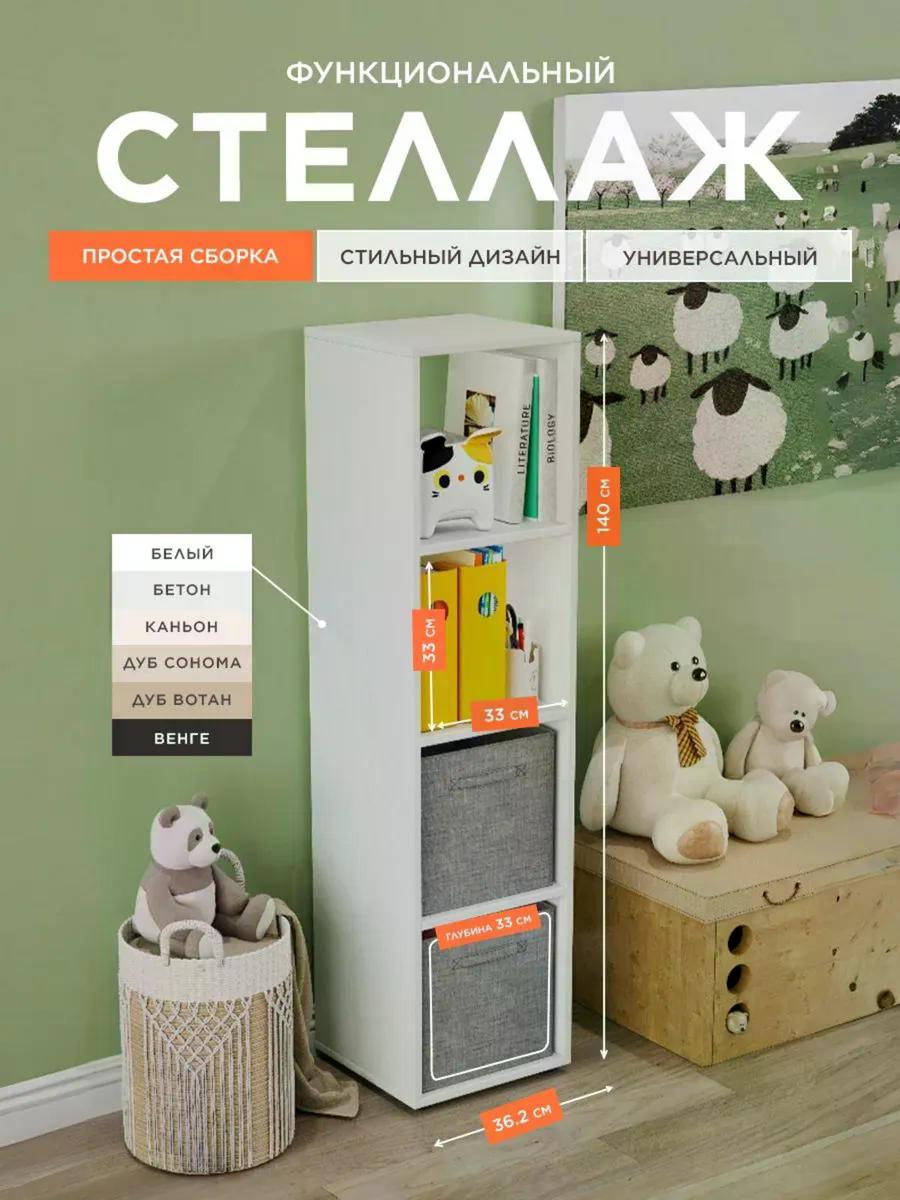 ФУНКЦИОНАЛЬНЫЙ
СТЕЛЛАЖ
ПРОСТАЯ СБОРКА
СТИЛЬНЫЙ ДИЗАЙН
УНИВЕРСАЛЬНЫЙ
LITERATURE
BIOLOGY
140 СМ
БЕЛЫЙ
БЕТОН
КАНЬОН
ДУБ СОНОМА
ДУБ ВОТАН
ВЕНГЕ
33 СМ
33 СМ
ГЛУБИНА 33 СМ
36.2 СМ